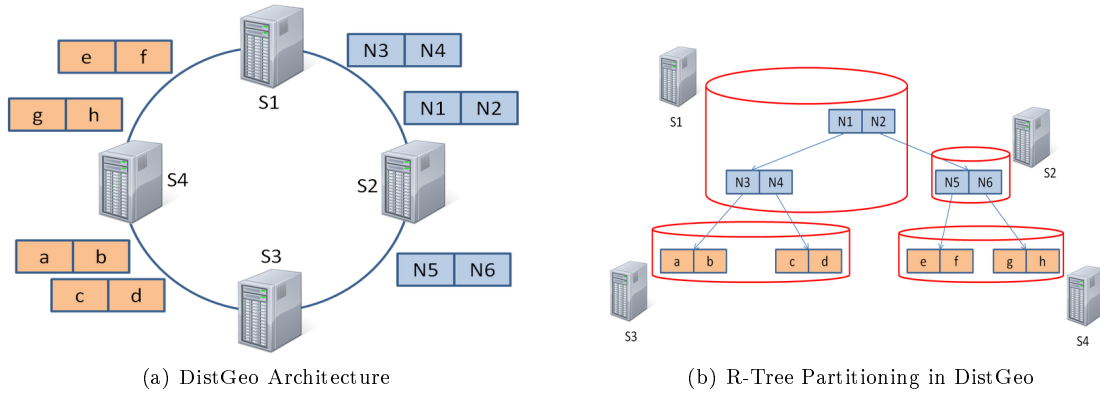 e f
N3 N4
S1
g h
N1 N2
S4
S2
a b
S3
c d
N5 N6
(a) DistGeo Architecture
S1
N1 N2
S2
N3 N4
N5 N6
a b
c d
e f
g h
S3
S4
(b) R-Tree Partitioning in DistGeo